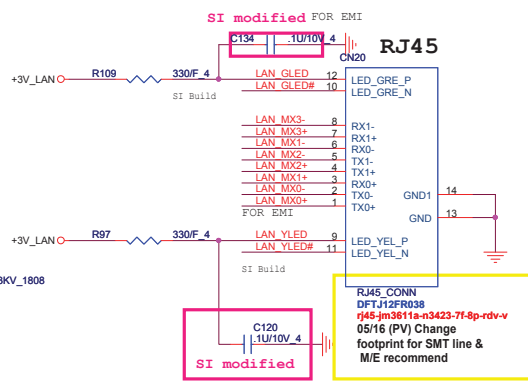 SI modified FOR EMI
C134 .1U/10V_4
CN20 RJ45
+3V_LAN R109 330/F_4 LAN_GLED 12 LED_GRE_P
LAN_GLED# 10 LED_GRE_N
SI Build
LAN_MX3- 8 RX1-
LAN_MX3+ 7 RX1+
LAN_MX1- 6 RX0-
LAN_MX2- 5 TX1-
LAN_MX2+ 4 TX1+
LAN_MX1+ 3 RX0+
LAN_MX0- 2 TX0- GND1 14
LAN_MX0+ 1 TX0+
FOR EMI GND 13
+3V_LAN R97 330/F_4 LAN_YLED 9 LED_YEL_P
LAN_YLED# 11 LED_YEL_N
SI Build
3KV_1808
RJ45_CONN
DFTJ12FR038
rj45-jm3611a-n3423-7f-8p-rdv-v
05/16 (PV) Change
footprint for SMT line &
M/E recommend
C120
.1U/10V_4
SI modified